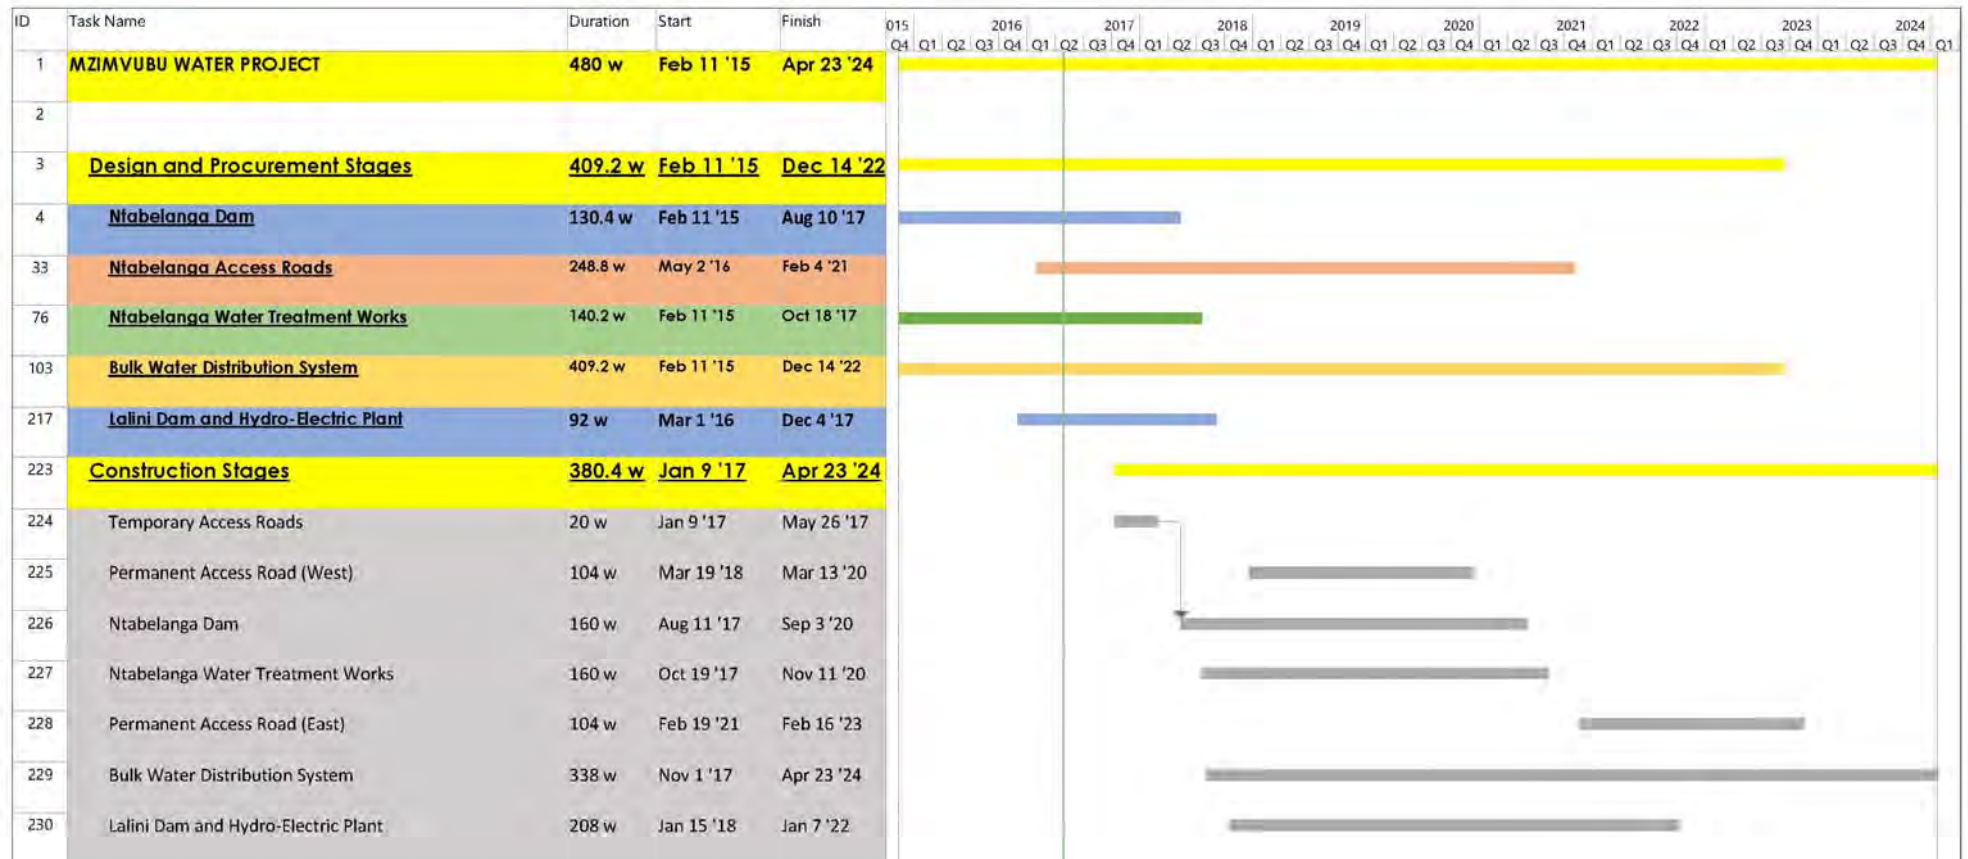 ID Task Name Duration Start Finish 015 2016 2017 2018 2019 2020 2021 2022 2023 2024
Q4 Q1 Q2 Q3 Q4 Q1 Q2 Q3 Q4 Q1 Q2 Q3 Q4 Q1 Q2 Q3 Q4 Q1 Q2 Q3 Q4 Q1 Q2 Q3 Q4 Q1 Q2 Q3 Q4 Q1 Q2 Q3 Q4 Q1 Q2 Q3 Q4 Q1
1 MZIMVUBU WATER PROJECT 480 w Feb 11 '15 Apr 23 '24
2
3 Design and Procurement Stages 409.2 w Feb 11 '15 Dec 14 '22
4 Ntabelanga Dam 130.4 w Feb 11 '15 Aug 10 '17
33 Ntabelanga Access Roads 248.8 w May 2 '16 Feb 4 '21
76 Ntabelanga Water Treatment Works 140.2 w Feb 11 '15 Oct 18 '17
103 Bulk Water Distribution System 409.2 w Feb 11 '15 Dec 14 '22
217 Lalini Dam and Hydro-Electric Plant 92 w Mar 1 '16 Dec 4 '17
223 Construction Stages 380.4 w Jan 9 '17 Apr 23 '24
224 Temporary Access Roads 20 w Jan 9 '17 May 26 '17
225 Permanent Access Road (West) 104 w Mar 19 '18 Mar 13 '20
226 Ntabelanga Dam 160 w Aug 11 '17 Sep 3 '20
227 Ntabelanga Water Treatment Works 160 w Oct 19 '17 Nov 11 '20
228 Permanent Access Road (East) 104 w Feb 19 '21 Feb 16 '23
229 Bulk Water Distribution System 338 w Nov 1 '17 Apr 23 '24
230 Lalini Dam and Hydro-Electric Plant 208 w Jan 15 '18 Jan 7 '22